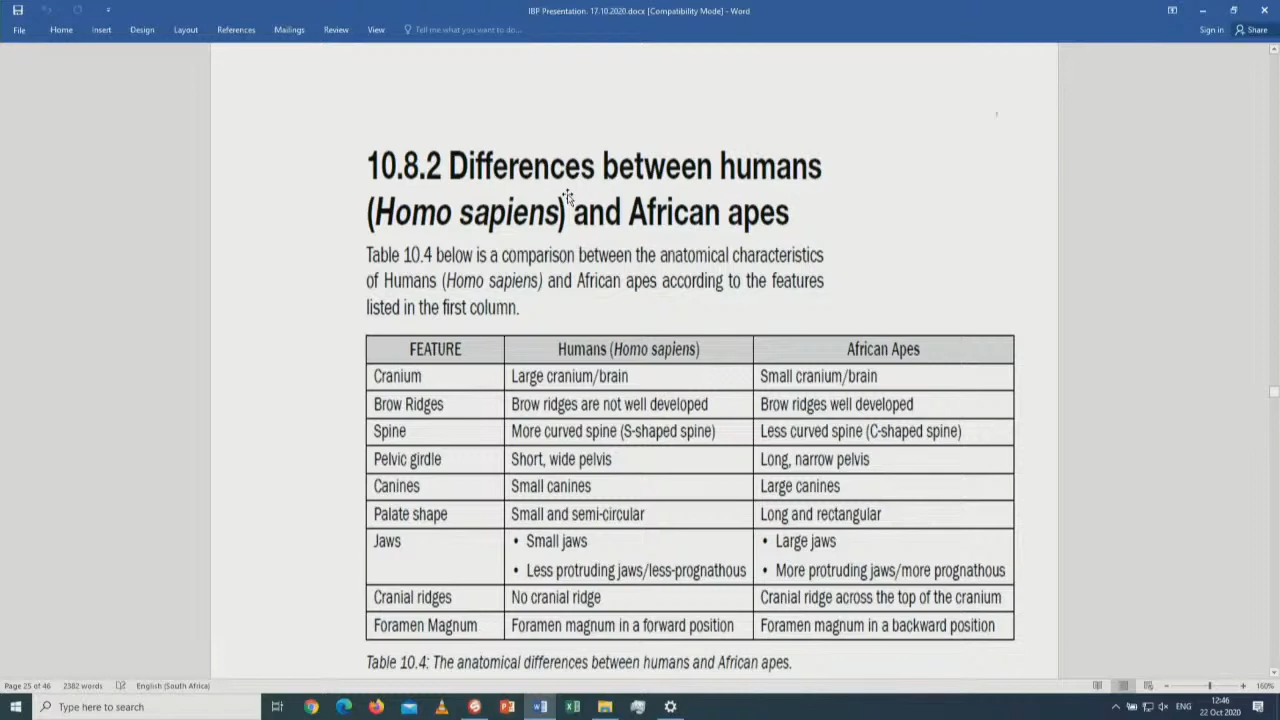 IBP Presentation. 17.10.2020.docx [Compatibility Mode] - Word
File Home Insert Design Layout References Mailings Review View Tell me what you want to do... Sign in Share
10.8.2 Differences between humans
(Homo sapiens) and African apes
Table 10.4 below is a comparison between the anatomical characteristics
of Humans (Homo sapiens) and African apes according to the features
listed in the first column.
FEATURE Humans (Homo sapiens) African Apes
Cranium Large cranium/brain Small cranium/brain
Brow Ridges Brow ridges are not well developed Brow ridges well developed
Spine More curved spine (S-shaped spine) Less curved spine (C-shaped spine)
Pelvic girdle Short, wide pelvis Long, narrow pelvis
Canines Small canines Large canines
Palate shape Small and semi-circular Long and rectangular
Jaws • Small jaws • Large jaws
• Less protruding jaws/less-prognathous • More protruding jaws/more prognathous
Cranial ridges No cranial ridge Cranial ridge across the top of the cranium
Foramen Magnum Foramen magnum in a forward position Foramen magnum in a backward position
Table 10.4: The anatomical differences between humans and African apes.
Page 25 of 46 2382 words English (South Africa) 160%
Type here to search ENG 12:46
22 Oct 2020